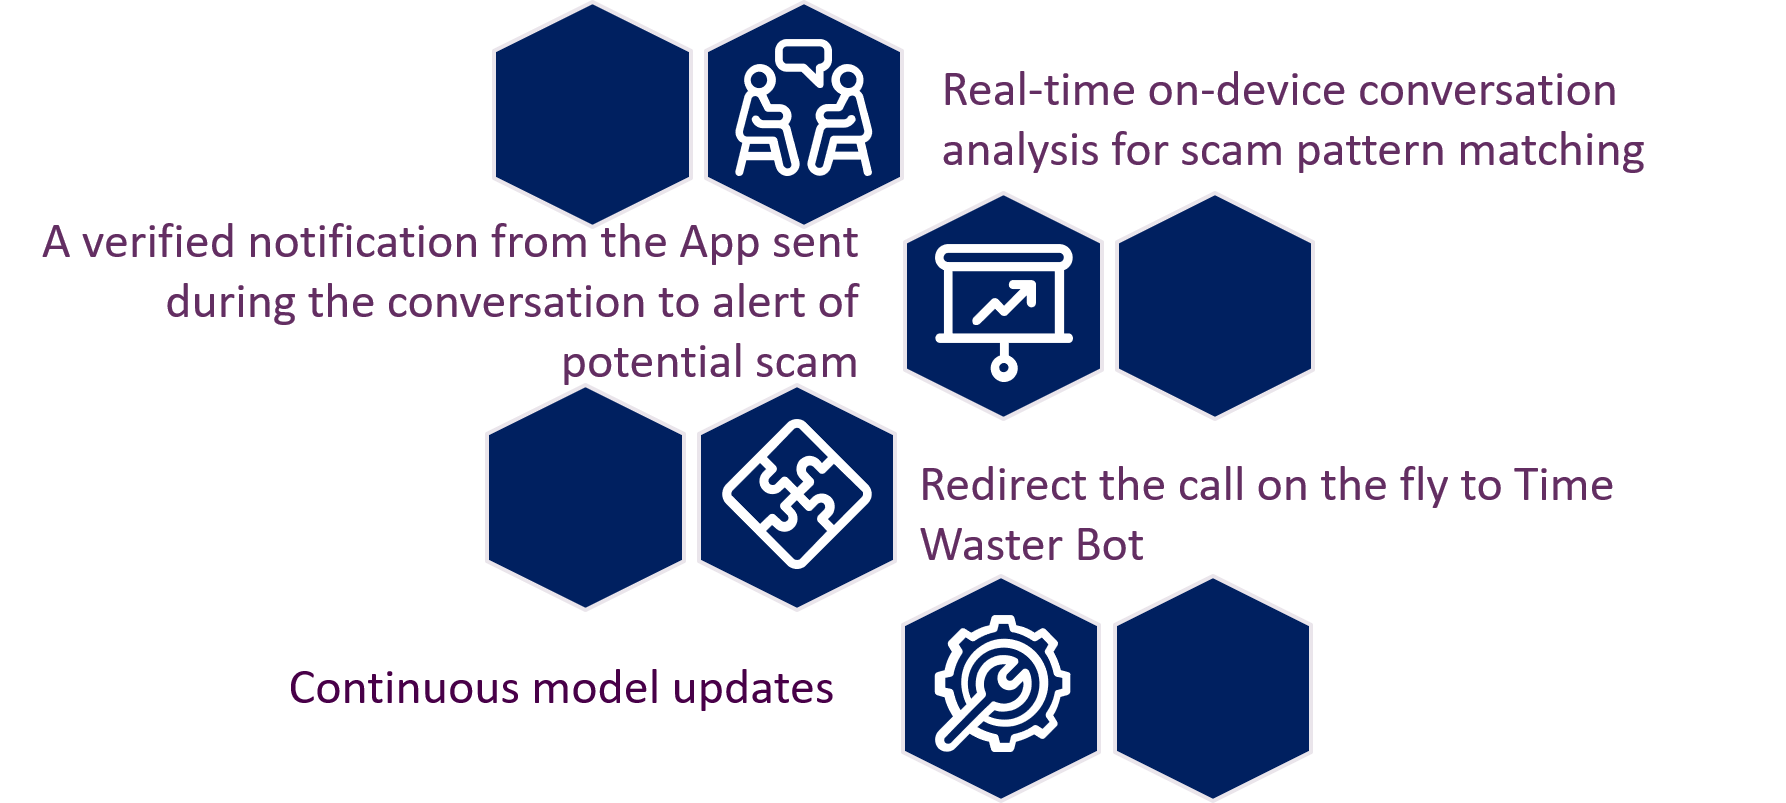 Real-time on-device conversation
analysis for scam pattern matching
A verified notification from the App sent
during the conversation to alert of
potential scam
Redirect the call on the fly to Time
Waster Bot
Continuous model updates